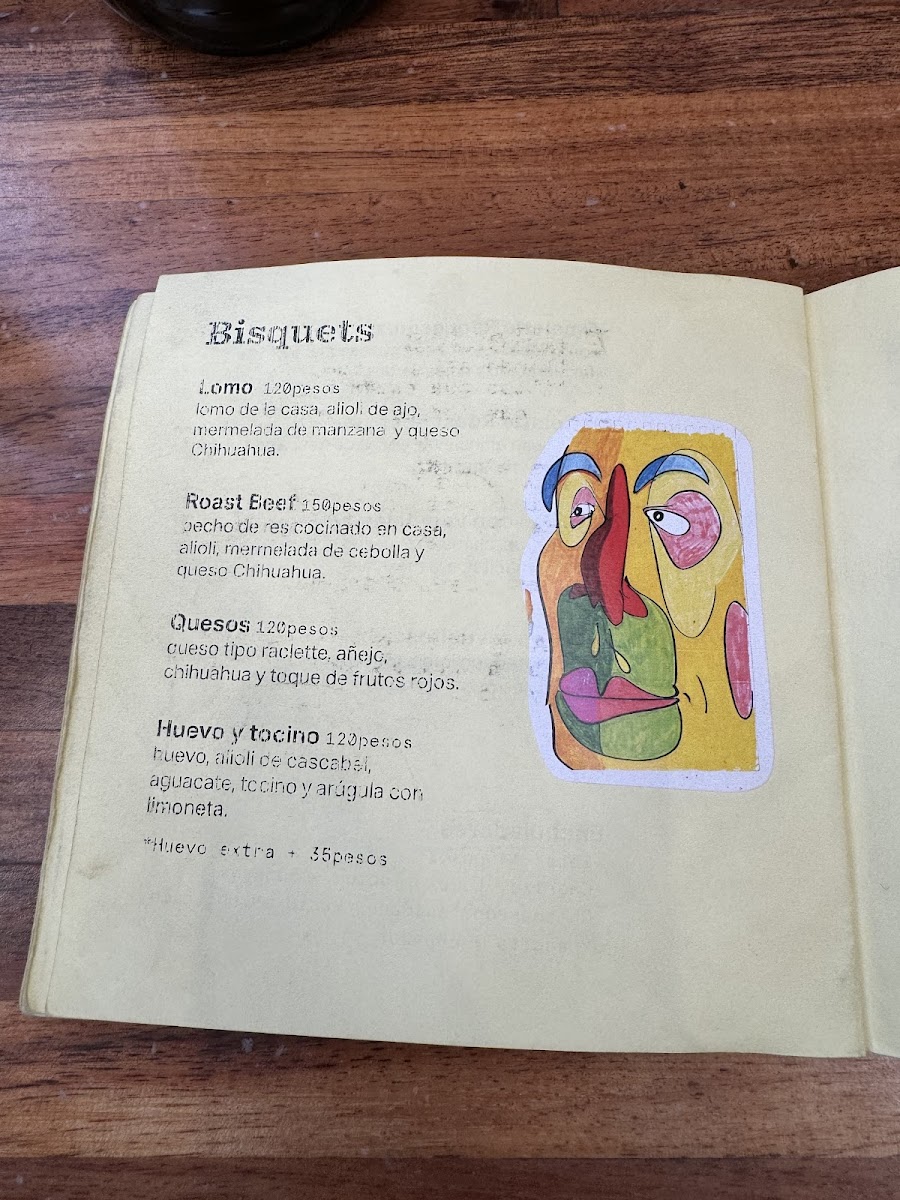 Bisquets
Lomo 120pesos
lomo de la casa, alioli de ajo,
mermelada de manzana y queso
Chihuahua.
Roast Beef 150pesos
pecho de res cocinado en casa,
alioli, mermelada de cebolla y
queso Chihuahua.
Quesos 120pesos
queso tipo raclette, añejo,
chihuahua y toque de frutos rojos.
Huevo y tocino 120pesos
huevo, alioli de cascabel,
aguacate, tocino y arúgula con
limoneta.
*Huevo extra + 35pesos